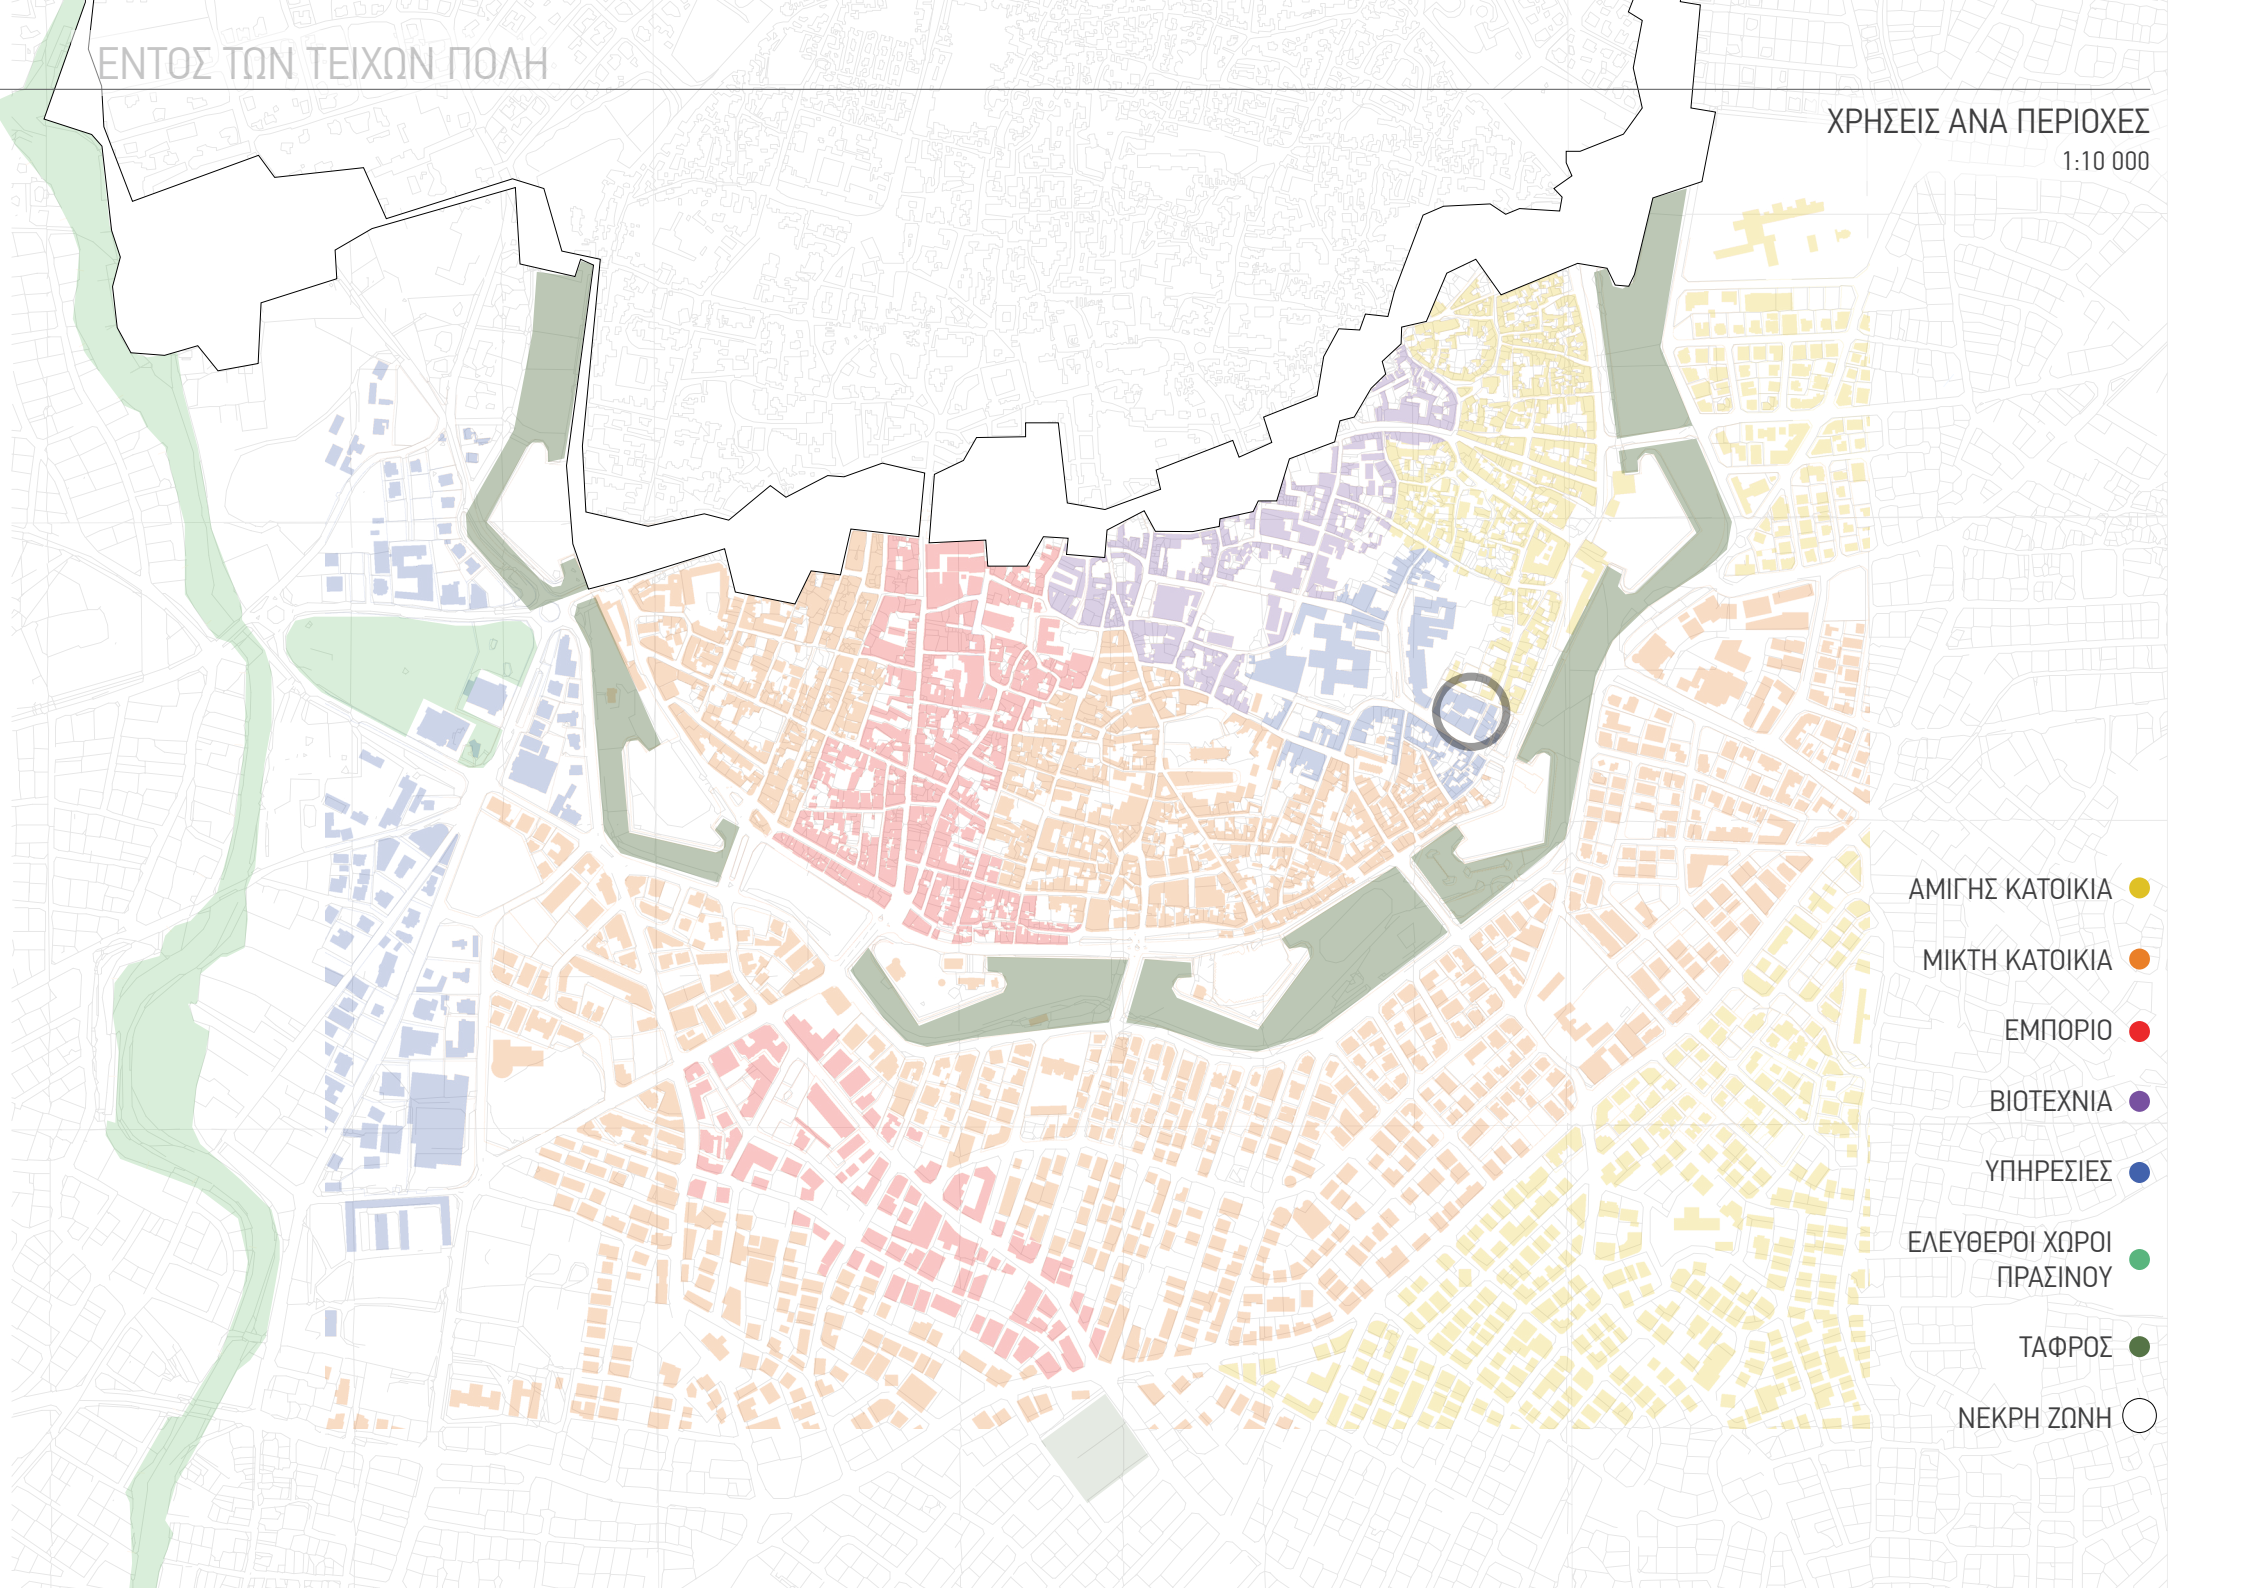 ΕΝΤΟΣ ΤΩΝ ΤΕΙΧΩΝ ΠΟΛΗ
ΧΡΗΣΕΙΣ ΑΝΑ ΠΕΡΙΟΧΕΣ
1:10 000
ΑΜΙΓΗΣ ΚΑΤΟΙΚΙΑ
ΜΙΚΤΗ ΚΑΤΟΙΚΙΑ
ΕΜΠΟΡΙΟ
ΒΙΟΤΕΧΝΙΑ
ΥΠΗΡΕΣΙΕΣ
ΕΛΕΥΘΕΡΟΙ ΧΩΡΟΙ
ΠΡΑΣΙΝΟΥ
ΤΑΦΡΟΣ
ΝΕΚΡΗ ΖΩΝΗ